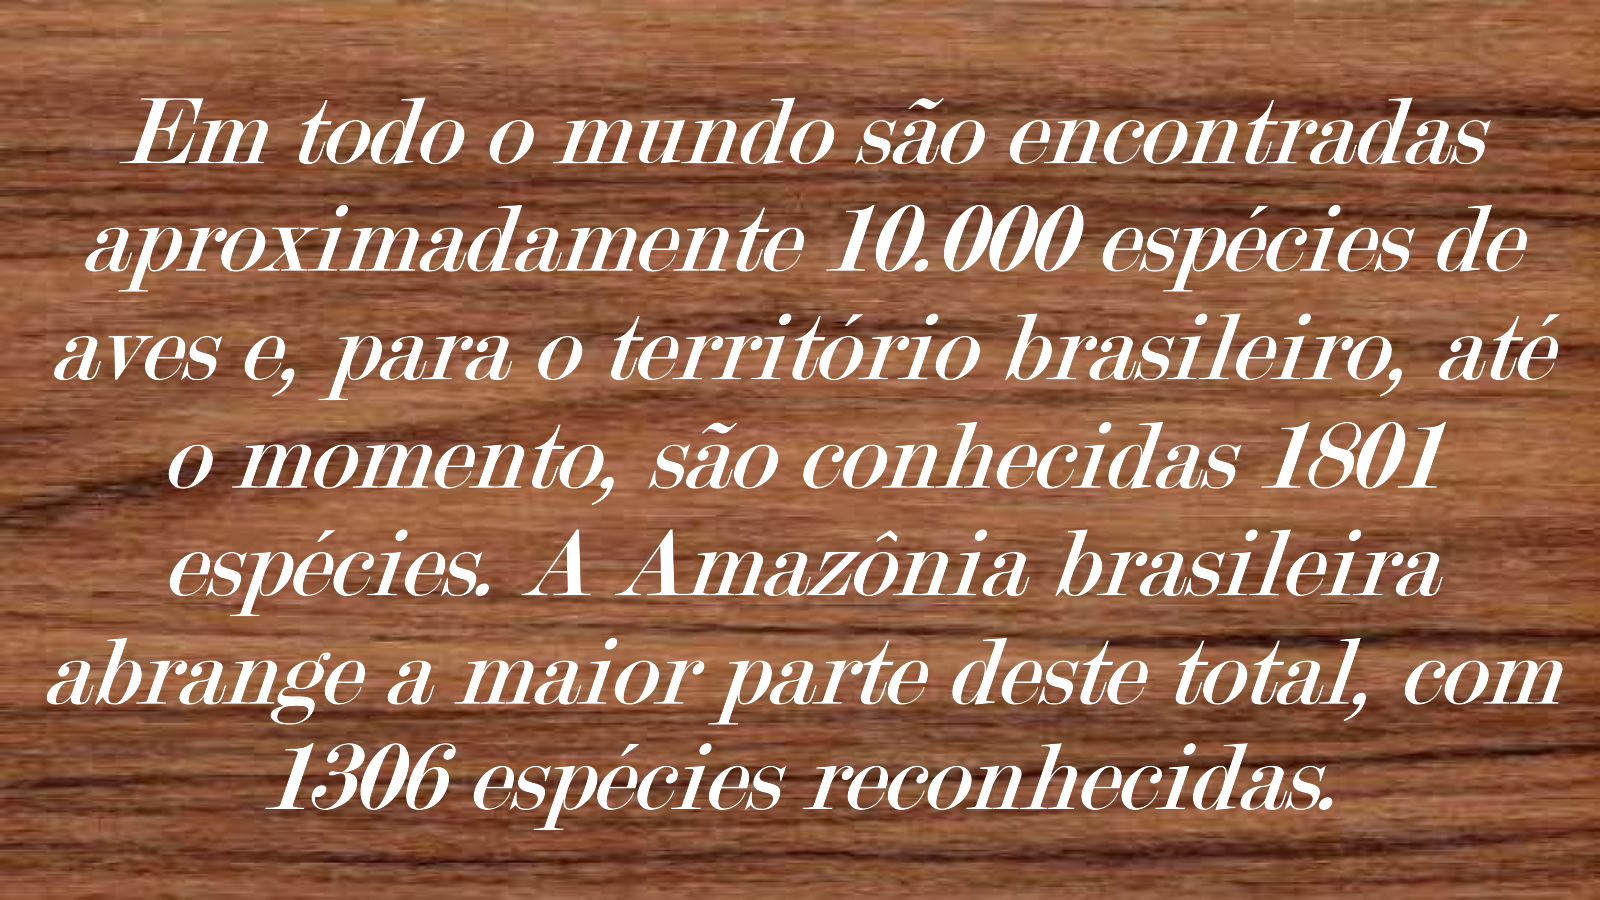 Em todo o mundo são encontradas
aproximadamente 10.000 espécies de
aves e, para o território brasileiro, até
o momento, são conhecidas 1801
espécies. A Amazônia brasileira
abrange a maior parte deste total, com
1306 espécies reconhecidas.